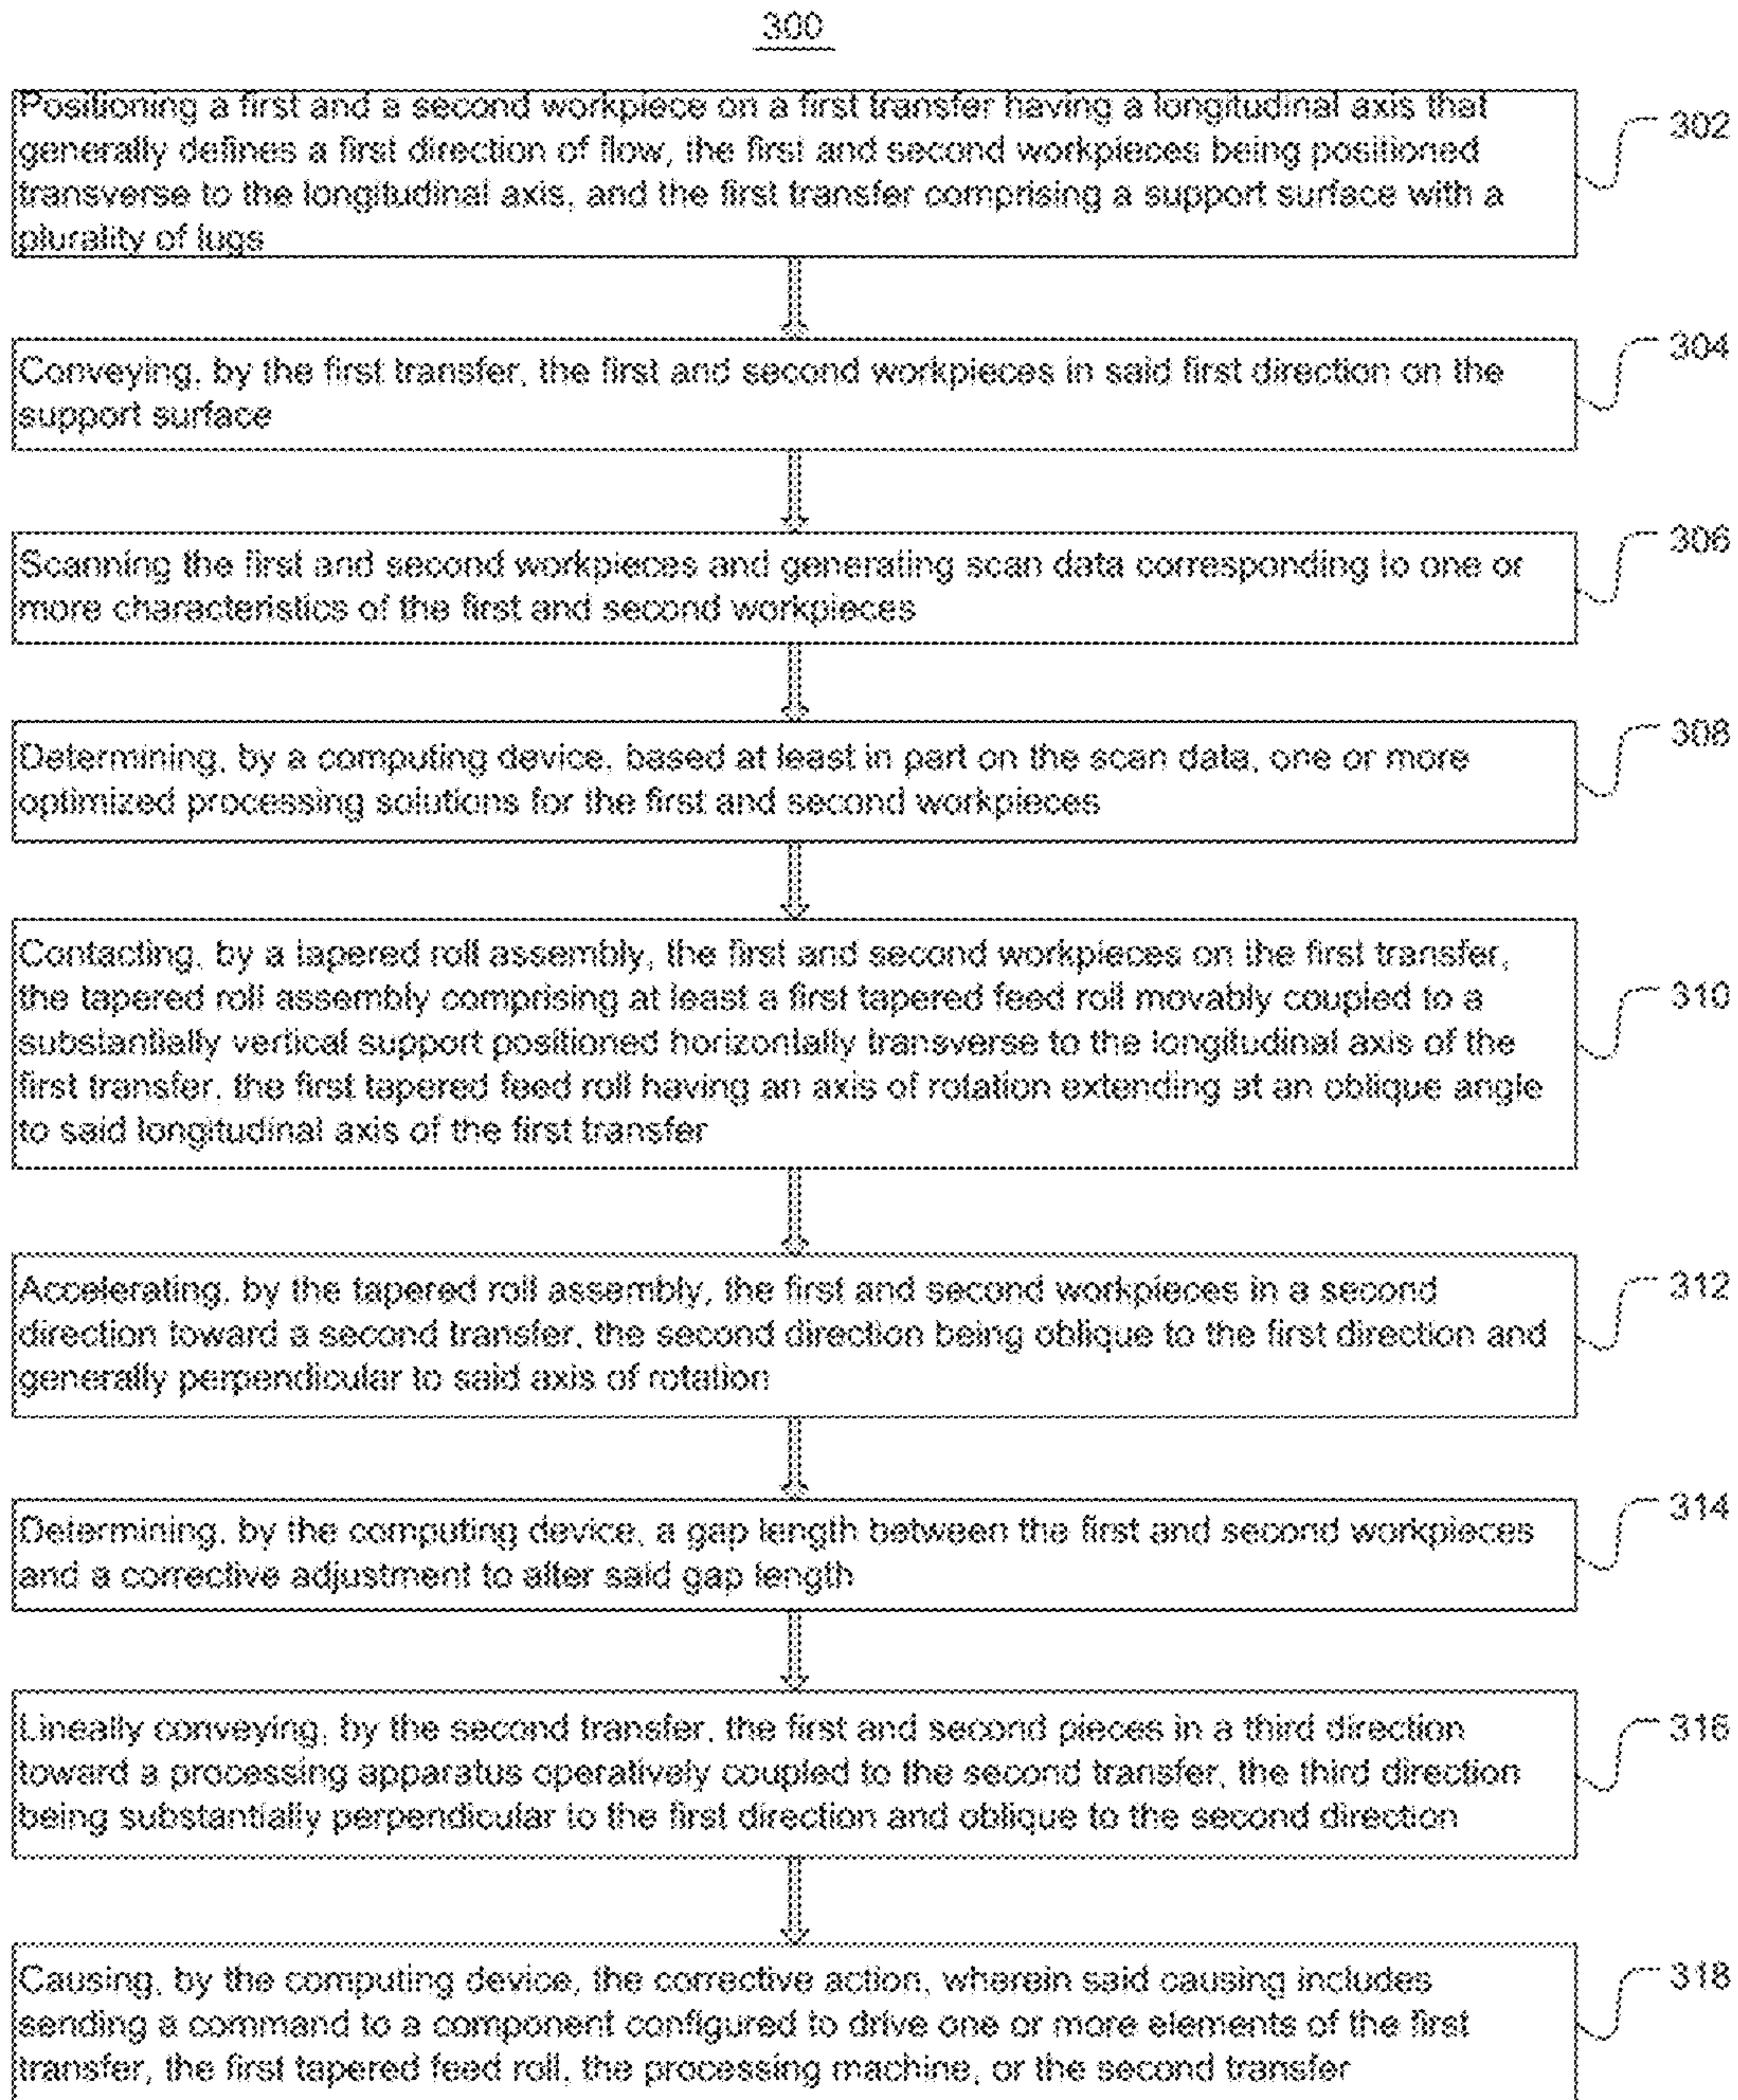 300
Positioning a first and a second workpiece on a first transfer having a longitudinal axis that
generally defines a first direction of flow, the first and second workpieces being positioned
transverse to the longitudinal axis, and the first transfer comprising a support surface with a
plurality of lugs
302
Conveying, by the first transfer, the first and second workpieces in said first direction on the
support surface
304
Scanning the first and second workpieces and generating scan data corresponding to one or
more characteristics of the first and second workpieces
306
Determining, by a computing device, based at least in part on the scan data, one or more
optimized processing solutions for the first and second workpieces
308
Contacting, by a tapered roll assembly, the first and second workpieces on the first transfer,
the tapered roll assembly comprising at least a first tapered feed roll movably coupled to a
substantially vertical support positioned horizontally transverse to the longitudinal axis of the
first transfer, the first tapered feed roll having an axis of rotation extending at an oblique angle
to said longitudinal axis of the first transfer
310
Accelerating, by the tapered roll assembly, the first and second workpieces in a second
direction toward a second transfer, the second direction being oblique to the first direction and
generally perpendicular to said axis of rotation
312
Determining, by the computing device, a gap length between the first and second workpieces
and a corrective adjustment to alter said gap length
314
Lineally conveying, by the second transfer, the first and second pieces in a third direction
toward a processing apparatus operatively coupled to the second transfer, the third direction
being substantially perpendicular to the first direction and oblique to the second direction
316
Causing, by the computing device, the corrective action, wherein said causing includes
sending a command to a component configured to drive one or more elements of the first
transfer, the first tapered feed roll, the processing machine, or the second transfer
318